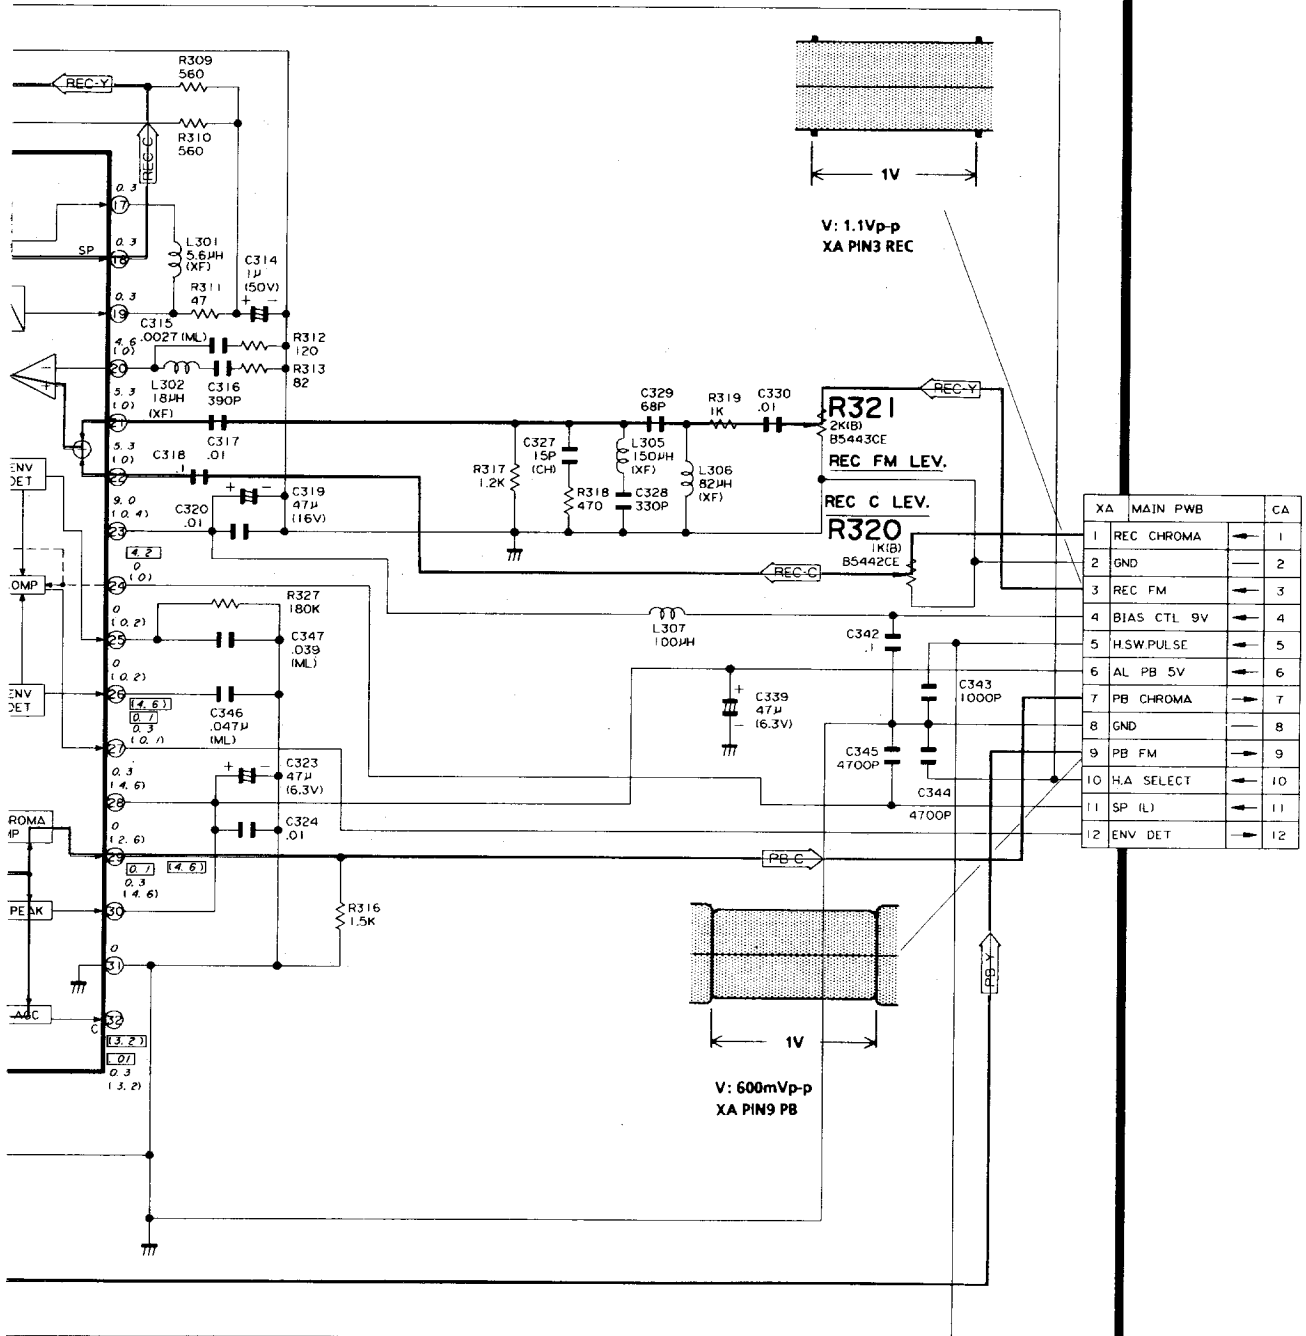 R309
560
REC-Y
R310
560
REC-C
1V
V: 1.1Vp-p
XA PIN3 REC
0.3
17
L301
5.6µH
(XF)
SP
0.3
18
C314
1µ
(50V)
+ -
R311
47
0.3
19
C315
.0027(ML)
R312
120
R313
82
4.6
(0)
20
L302
18µH
(XF)
C316
390P
- +
5.3
(0)
21
C317
.01
5.3
(0)
22
C318
.1
ENV
DET
C319
47µ
(16V)
+ -
C320
.01
9.0
(0.4)
23
R317
1.2K
C327
15P
(CH)
R318
470
L305
150µH
(XF)
C328
330P
C329
68P
L306
82µH
(XF)
R319
1K
C330
.01
REC-Y
R321
2K(B)
B5443CE
REC FM LEV.
REC C LEV.
R320
1K(B)
B5442CE
REC-C
4.2
0
(0)
24
OMP
R327
180K
C347
.039
(ML)
0
(0.2)
25
0
(0.2)
26
ENV
DET
C346
.047µ
(ML)
(4.6)
0.1
0.3
(0.1)
27
L307
100µH
C342
.1
C343
1000P
C339
47µ
(6.3V)
+ -
C345
4700P
C344
4700P
C323
47µ
(6.3V)
+ -
0.3
(4.6)
28
C324
.01
ROMA
MP
0
(2.6)
29
PB-C
0.1
(4.6)
0.3
(4.6)
30
PEAK
R316
1.5K
0
31
AGC
C
32
(3.2)
.01
0.3
(3.2)
PB-Y
1V
V: 600mVp-p
XA PIN9 PB
XA MAIN PWB CA
1 REC CHROMA ← 1
2 GND — 2
3 REC FM ← 3
4 BIAS CTL 9V ← 4
5 H.SW.PULSE ← 5
6 AL PB 5V ← 6
7 PB CHROMA → 7
8 GND — 8
9 PB FM → 9
10 H.A SELECT ← 10
11 SP (L) ← 11
12 ENV DET → 12